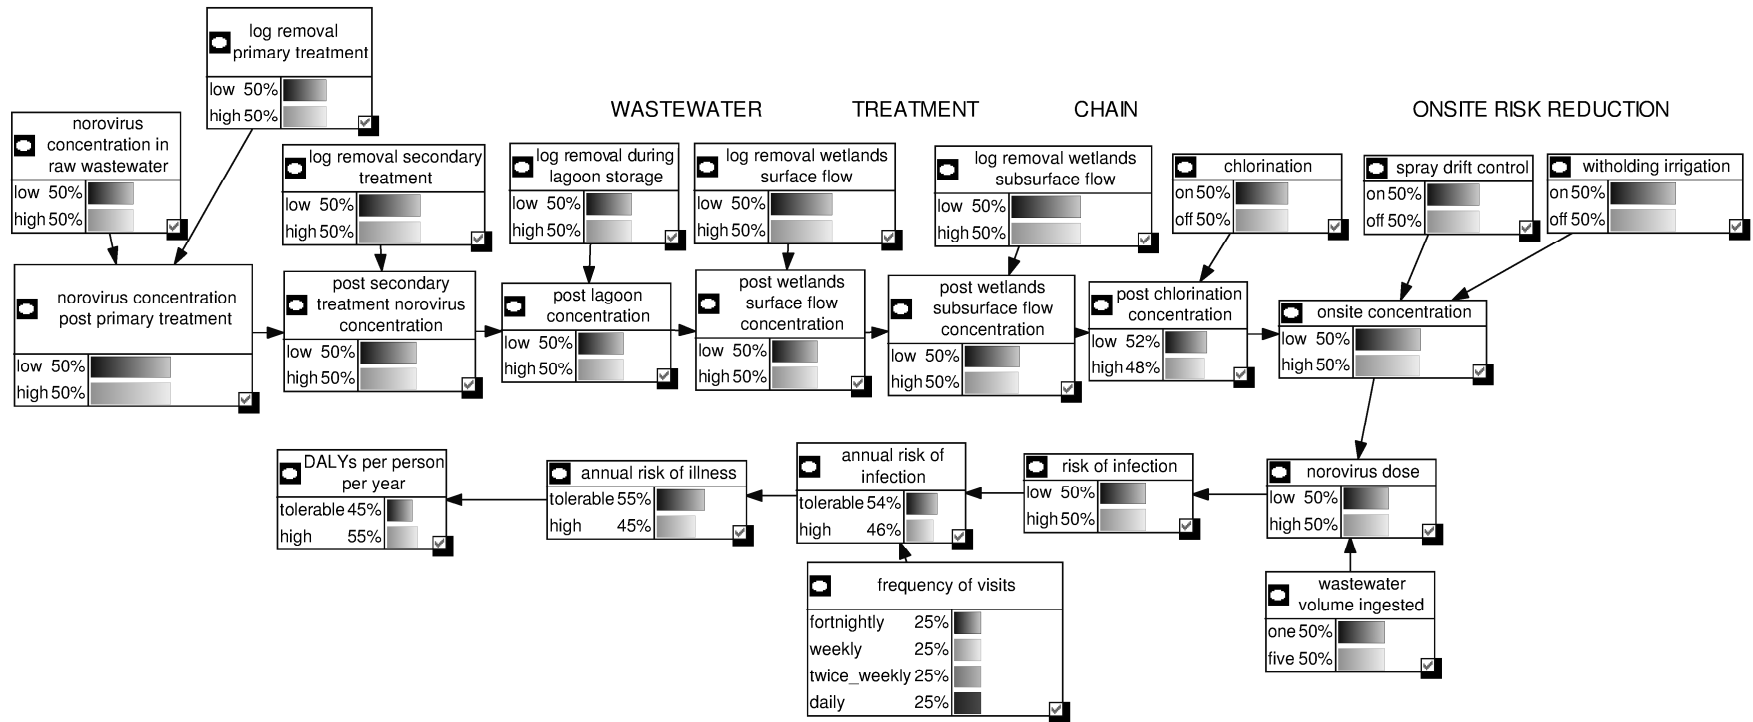 log removal
primary treatment
low 50%
high 50%
WASTEWATER TREATMENT CHAIN ONSITE RISK REDUCTION
norovirus
concentration in
raw wastewater
low 50%
high 50%
log removal secondary
treatment
low 50%
high 50%
log removal during
lagoon storage
low 50%
high 50%
log removal wetlands
surface flow
low 50%
high 50%
log removal wetlands
subsurface flow
low 50%
high 50%
chlorination
on 50%
off 50%
spray drift control
on 50%
off 50%
witholding irrigation
on 50%
off 50%
norovirus concentration
post primary treatment
low 50%
high 50%
post secondary
treatment norovirus
concentration
low 50%
high 50%
post lagoon
concentration
low 50%
high 50%
post wetlands
surface flow
concentration
low 50%
high 50%
post wetlands
subsurface flow
concentration
low 50%
high 50%
post chlorination
concentration
low 52%
high 48%
onsite concentration
low 50%
high 50%
DALYs per person
per year
tolerable 45%
high 55%
annual risk of illness
tolerable 55%
high 45%
annual risk of
infection
tolerable 54%
high 46%
risk of infection
low 50%
high 50%
norovirus dose
low 50%
high 50%
frequency of visits
fortnightly 25%
weekly 25%
twice_weekly 25%
daily 25%
wastewater
volume ingested
one 50%
five 50%